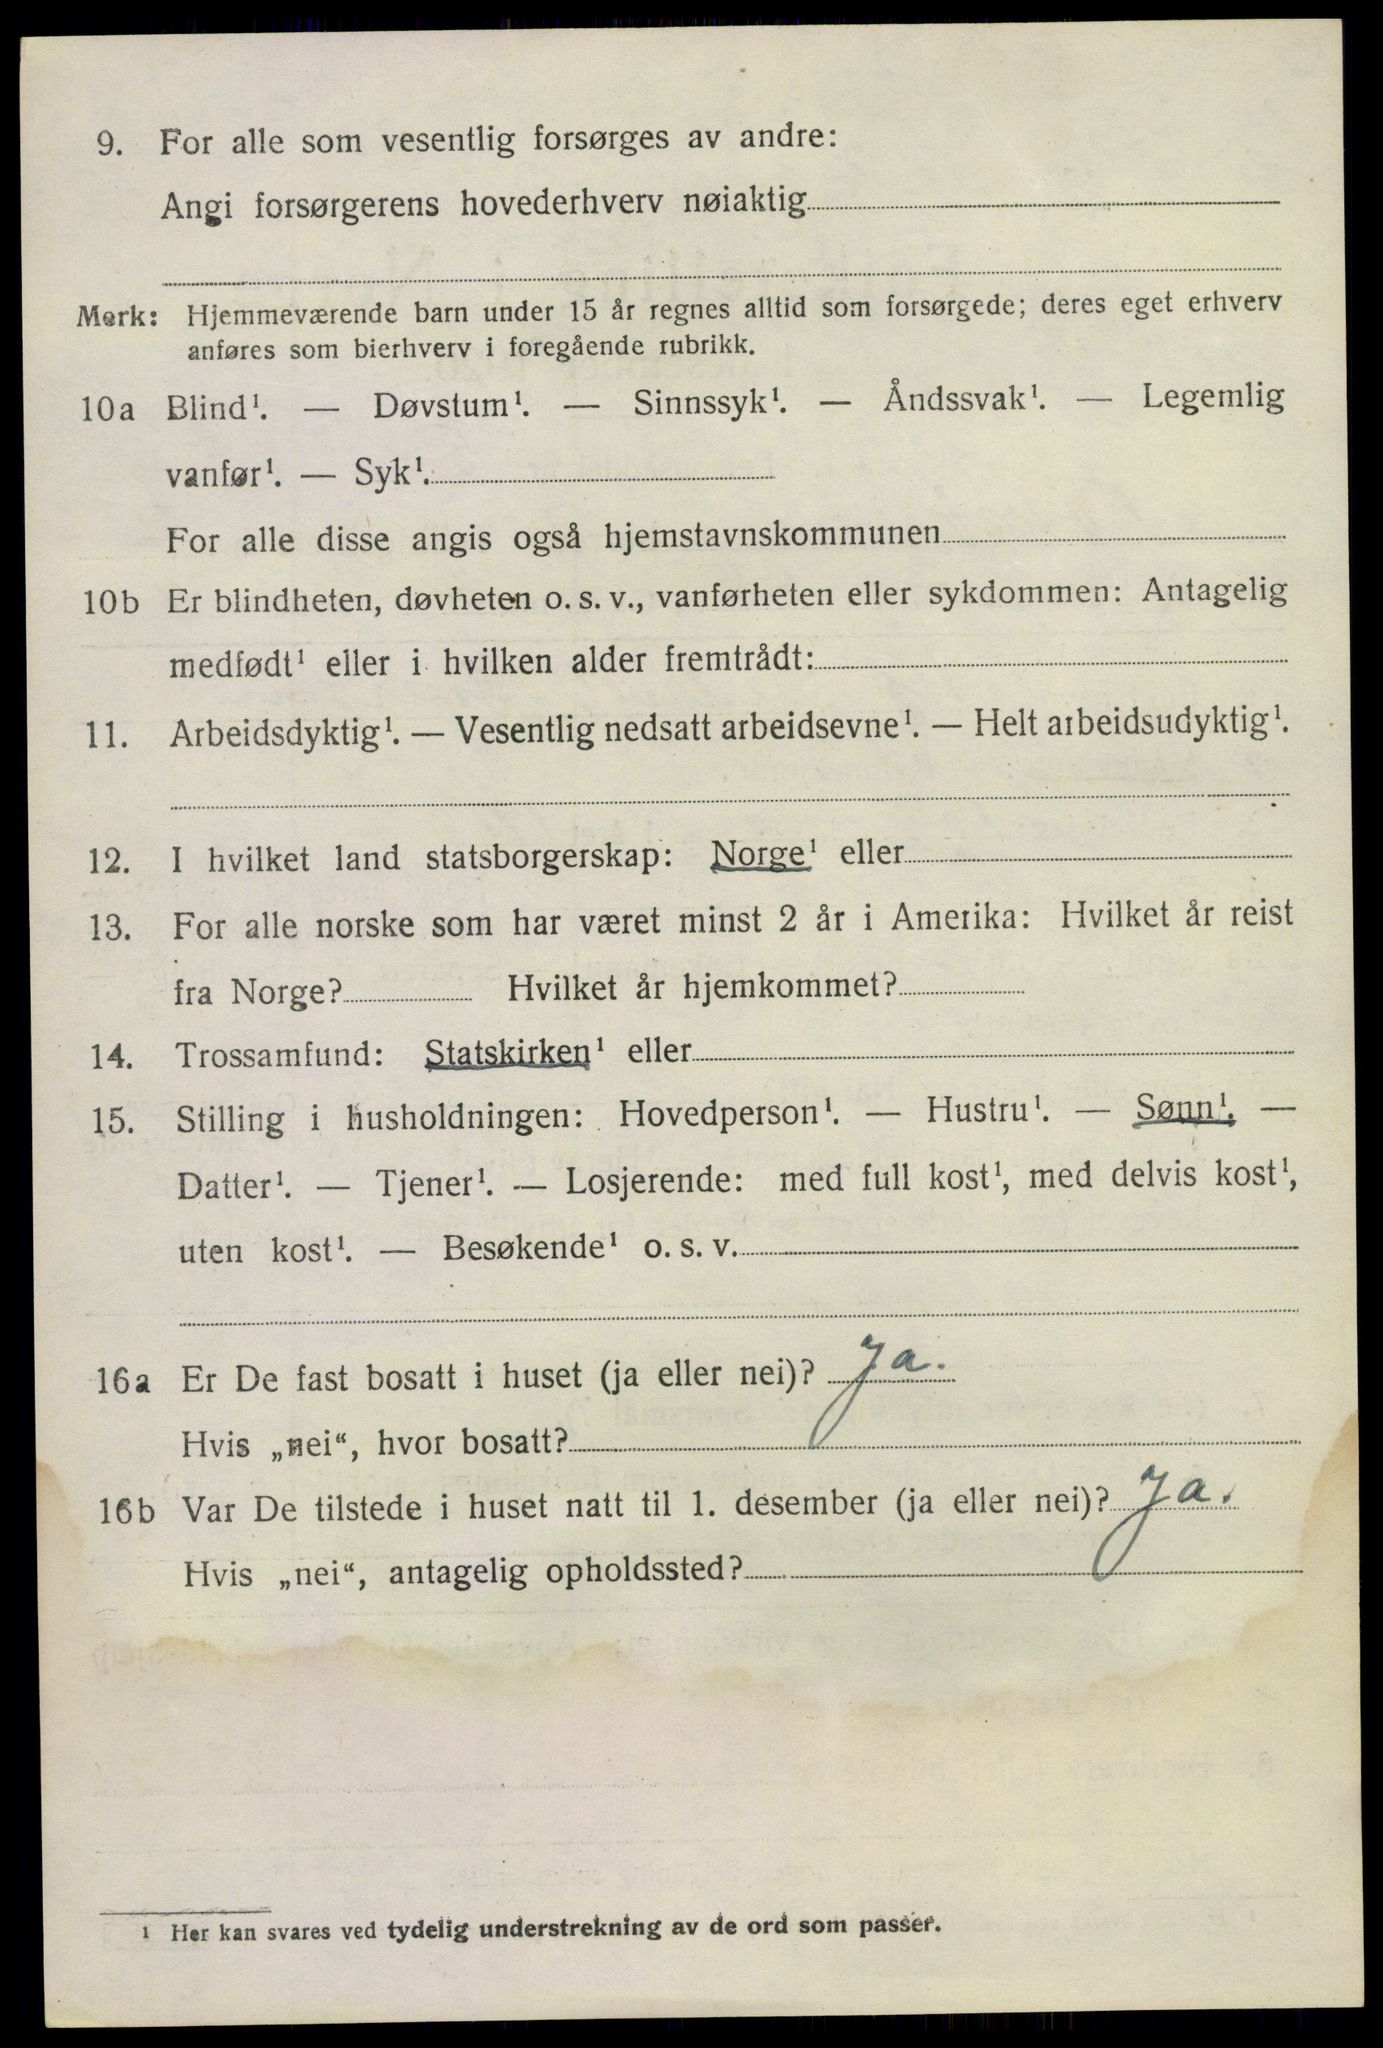 9. For alle som vesentlig forsørges av andre:
Angi forsørgerens hovederhverv nøiaktig
Merk: Hjemmeværende barn under 15 år regnes alltid som forsørgede; deres eget erhverv
anføres som bierhverv i foregående rubrikk.
10a Blind¹. — Døvstum¹. — Sinnssyk¹. — Åndssvak¹. — Legemlig
vanfør¹. — Syk¹.
For alle disse angis også hjemstavnskommunen
10b Er blindheten, døvheten o. s. v., vanførheten eller sykdommen: Antagelig
medfødt¹ eller i hvilken alder fremtrådt:
11. Arbeidsdyktig¹. — Vesentlig nedsatt arbeidsevne¹. — Helt arbeidsudyktig¹.
12. I hvilket land statsborgerskap: Norge¹ eller
13. For alle norske som har været minst 2 år i Amerika: Hvilket år reist
fra Norge? Hvilket år hjemkommet?
14. Trossamfund: Statskirken¹ eller
15. Stilling i husholdningen: Hovedperson¹. — Hustru¹. — Sønn¹. —
Datter¹. — Tjener¹. — Losjerende: med full kost¹, med delvis kost¹,
uten kost¹. — Besøkende¹ o. s. v.
16a Er De fast bosatt i huset (ja eller nei)? Ja.
Hvis „nei“, hvor bosatt?
16b Var De tilstede i huset natt til 1. desember (ja eller nei)? Ja.
Hvis „nei“, antagelig opholdssted?
¹ Her kan svares ved tydelig understrekning av de ord som passer.